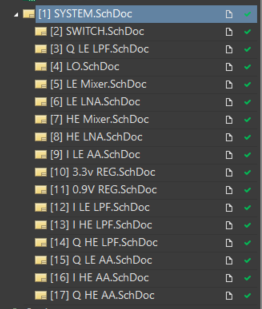 [1] SYSTEM.SchDoc
[2] SWITCH.SchDoc
[3] Q LE LPF.SchDoc
[4] LO.SchDoc
[5] LE Mixer.SchDoc
[6] LE LNA.SchDoc
[7] HE Mixer.SchDoc
[8] HE LNA.SchDoc
[9] I LE AA.SchDoc
[10] 3.3v REG.SchDoc
[11] 0.9V REG.SchDoc
[12] I LE LPF.SchDoc
[13] I HE LPF.SchDoc
[14] Q HE LPF.SchDoc
[15] Q LE AA.SchDoc
[16] I HE AA.SchDoc
[17] Q HE AA.SchDoc